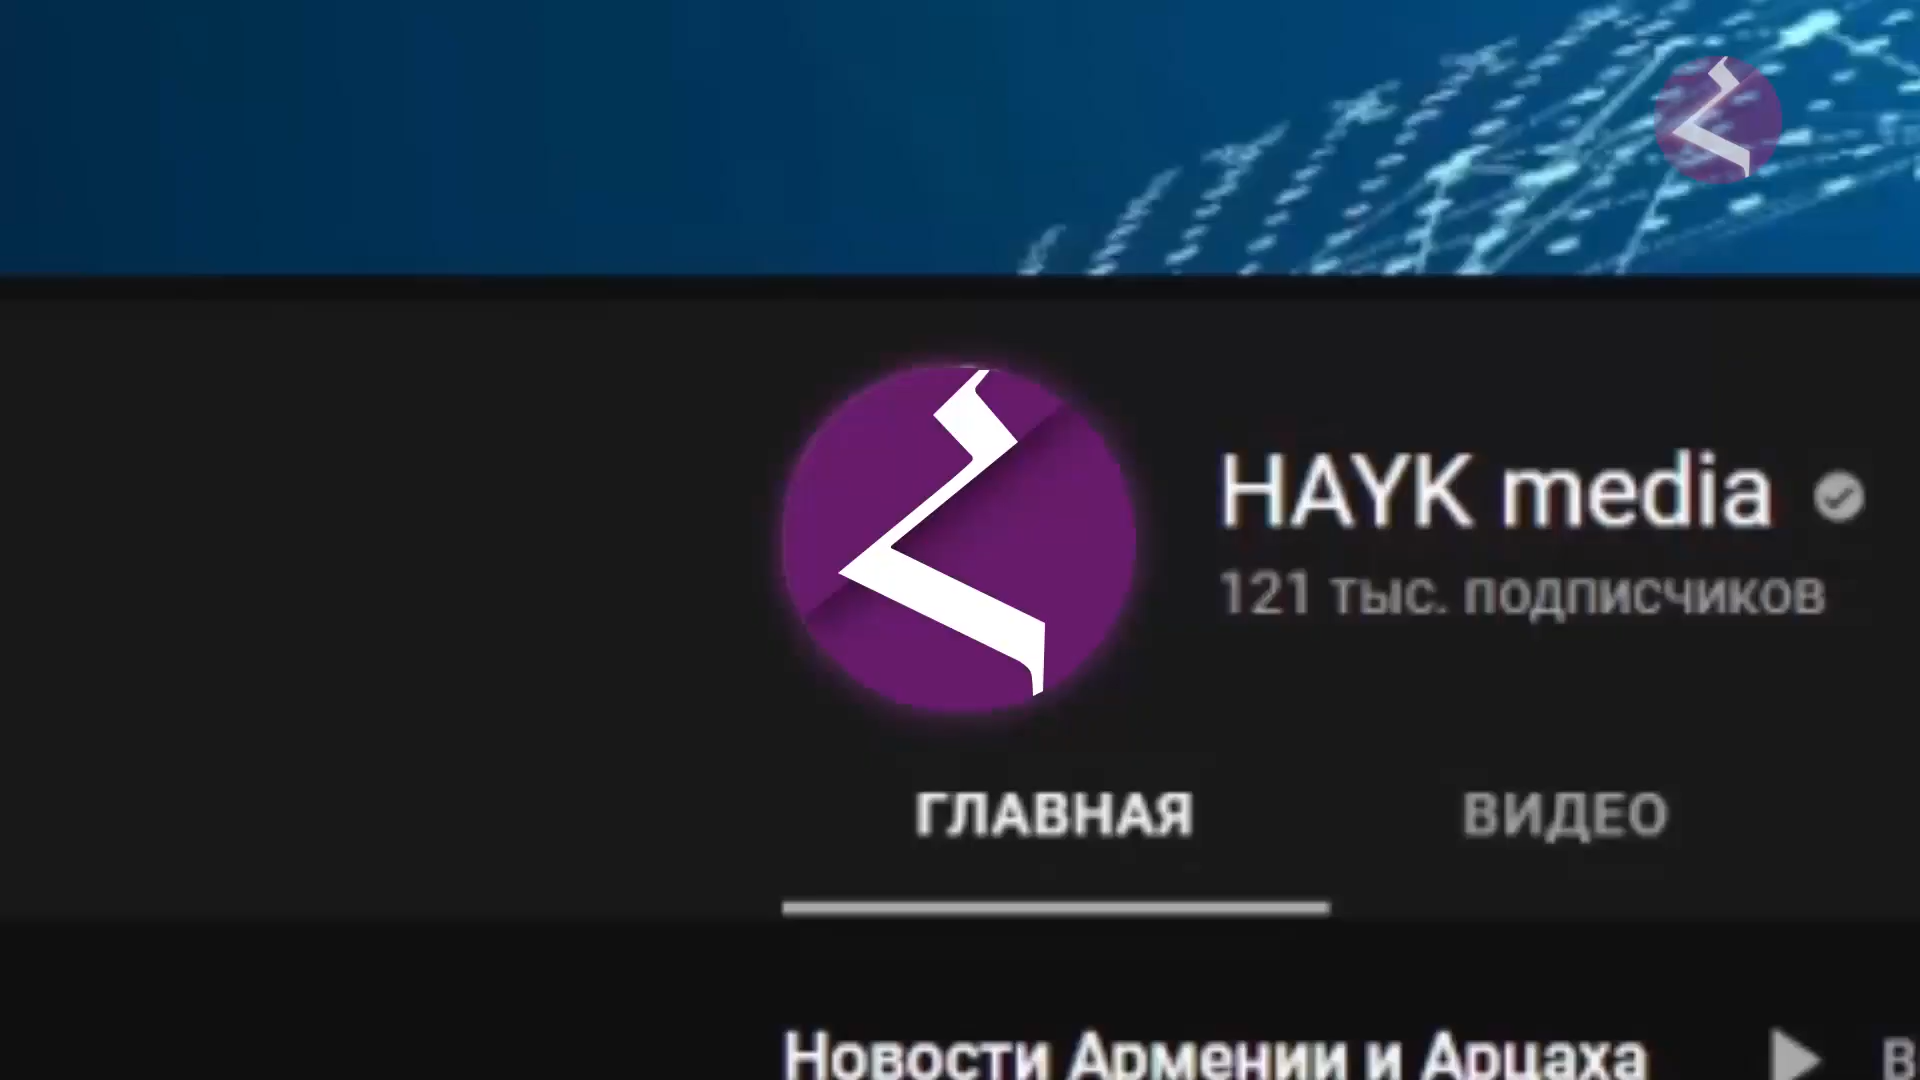 HAYK media
121 тыс. подписчиков
ГЛАВНАЯ ВИДЕО
Новости Армении и Арцаха